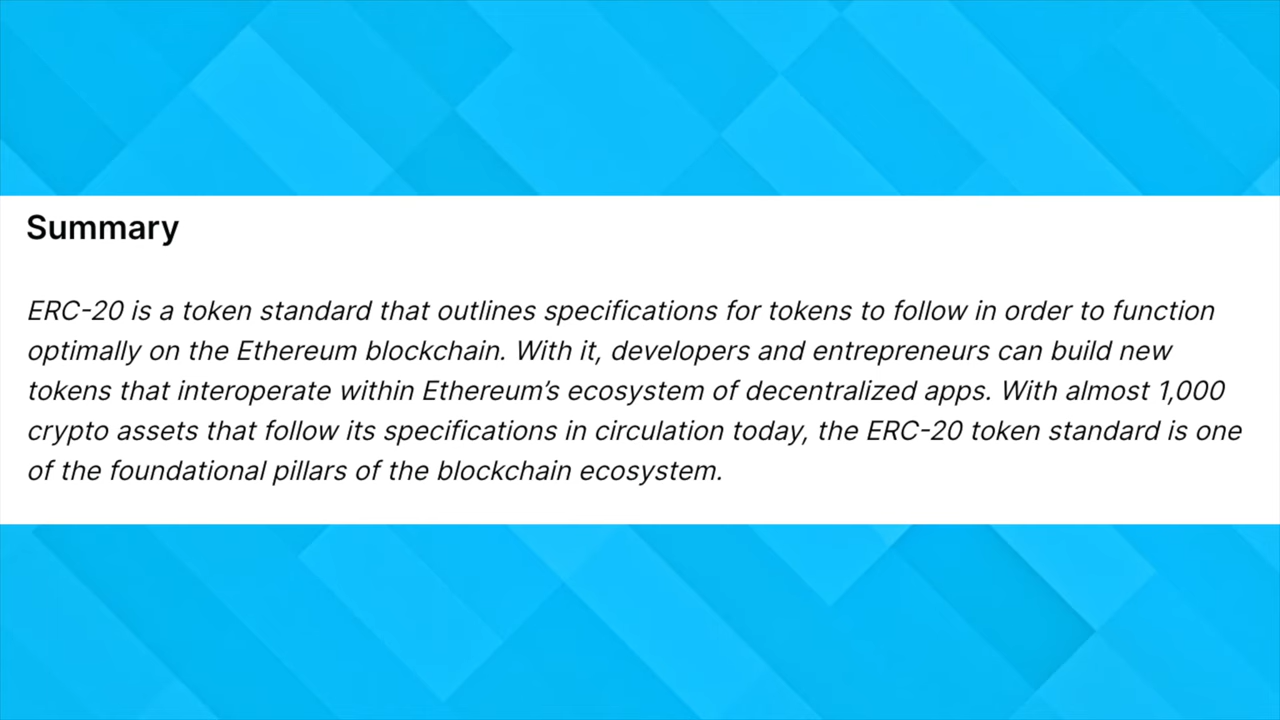 Summary
ERC-20 is a token standard that outlines specifications for tokens to follow in order to function
optimally on the Ethereum blockchain. With it, developers and entrepreneurs can build new
tokens that interoperate within Ethereum’s ecosystem of decentralized apps. With almost 1,000
crypto assets that follow its specifications in circulation today, the ERC-20 token standard is one
of the foundational pillars of the blockchain ecosystem.